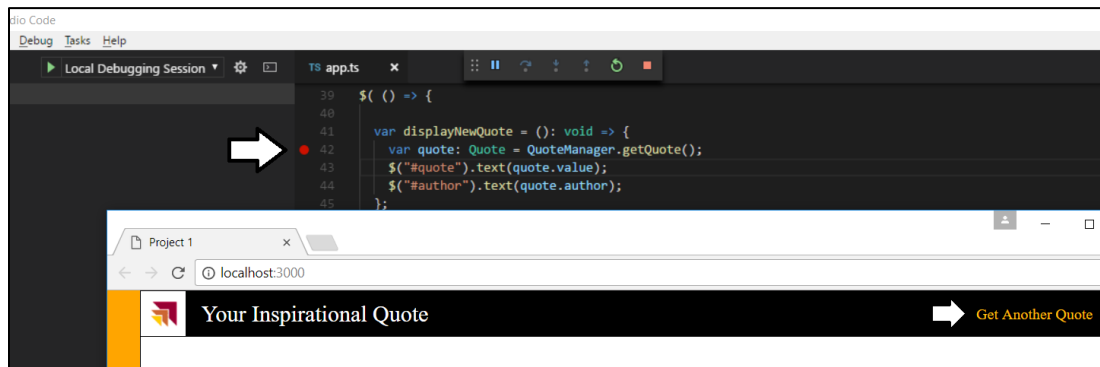 dio Code
Debug Tasks Help
Local Debugging Session TS app.ts
39 $( () => {
40
41 var displayNewQuote = (): void => {
42 var quote: Quote = QuoteManager.getQuote();
43 $("#quote").text(quote.value);
44 $("#author").text(quote.author);
45 };
Project 1
localhost:3000
Your Inspirational Quote Get Another Quote